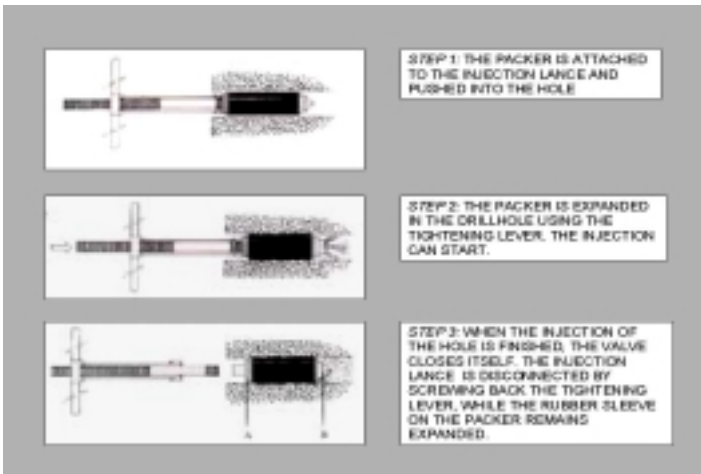 STEP 1: THE PACKER IS ATTACHED
TO THE INJECTION LANCE AND
PUSHED INTO THE HOLE
STEP 2: THE PACKER IS EXPANDED
IN THE DRILLHOLE USING THE
TIGHTENING LEVER. THE INJECTION
CAN START.
STEP 3: WHEN THE INJECTION OF
THE HOLE IS FINISHED, THE VALVE
CLOSES ITSELF. THE INJECTION
LANCE IS DISCONNECTED BY
SCREWING BACK THE TIGHTENING
LEVER, WHILE THE RUBBER SLEEVE
ON THE PACKER REMAINS
EXPANDED.
A B